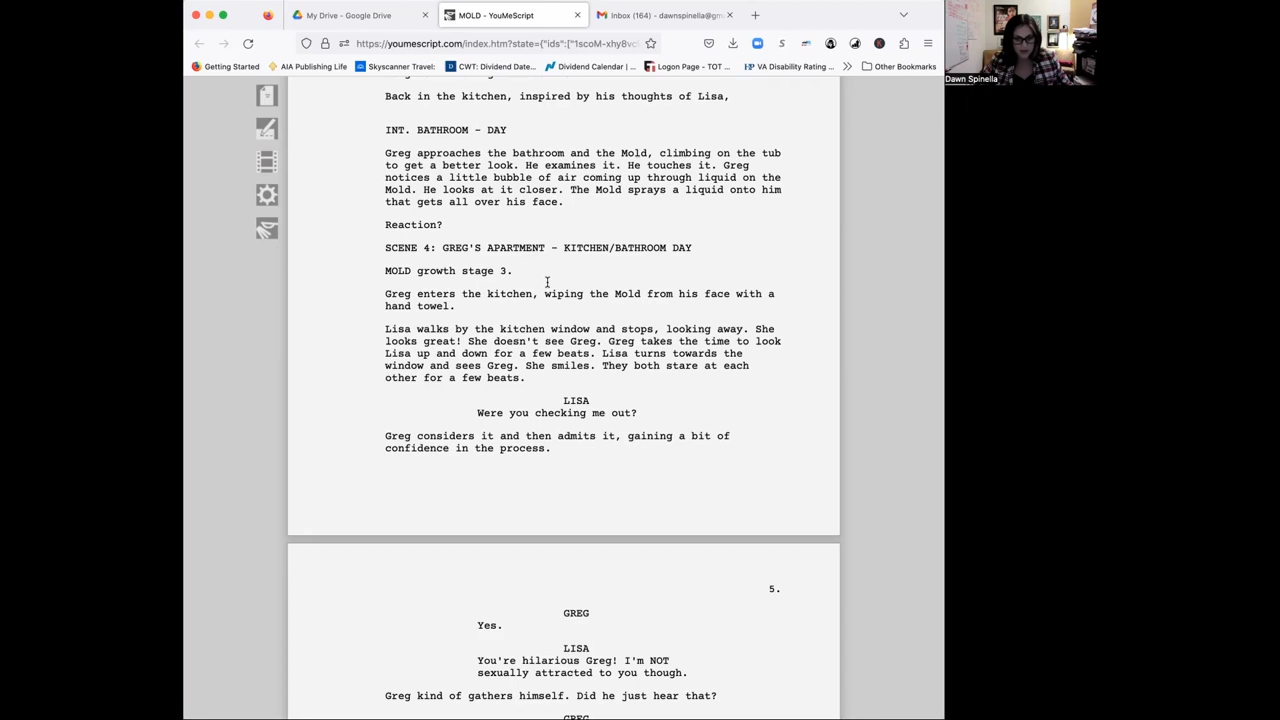 My Drive - Google Drive
MOLD - YouMeScript
Inbox (164) - dawnspinella@gm
https://youmescript.com/index.htm?state={"ids":["1scoM-xhy8vc
Getting Started
AIA Publishing Life
Skyscanner Travel:
CWT: Dividend Date...
Dividend Calendar |...
Logon Page - TOT ...
VA Disability Rating ...
Other Bookmarks
Dawn Spinella
Back in the kitchen, inspired by his thoughts of Lisa,
INT. BATHROOM - DAY
Greg approaches the bathroom and the Mold, climbing on the tub
to get a better look. He examines it. He touches it. Greg
notices a little bubble of air coming up through liquid on the
Mold. He looks at it closer. The Mold sprays a liquid onto him
that gets all over his face.
Reaction?
SCENE 4: GREG'S APARTMENT - KITCHEN/BATHROOM DAY
MOLD growth stage 3.
Greg enters the kitchen, wiping the Mold from his face with a
hand towel.
Lisa walks by the kitchen window and stops, looking away. She
looks great! She doesn't see Greg. Greg takes the time to look
Lisa up and down for a few beats. Lisa turns towards the
window and sees Greg. She smiles. They both stare at each
other for a few beats.
LISA
Were you checking me out?
Greg considers it and then admits it, gaining a bit of
confidence in the process.
5.
GREG
Yes.
LISA
You're hilarious Greg! I'm NOT
sexually attracted to you though.
Greg kind of gathers himself. Did he just hear that?
GREG